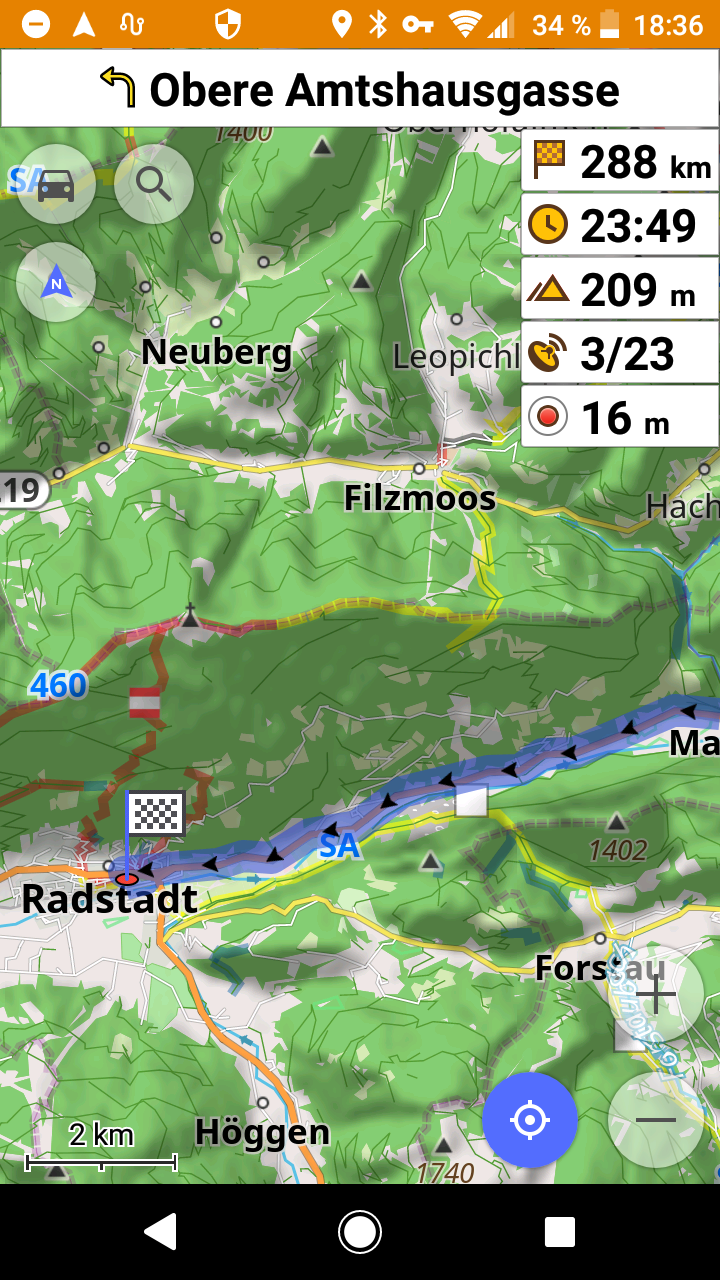 34 % 18:36
Obere Amtshausgasse
1400
SA
288 km
N
23:49
209 m
Neuberg
Leopichl
3/23
16 m
19
Filzmoos
Hach
460
Ma
SA
1402
Radstadt
Forstau
Höggen
2 km
1740